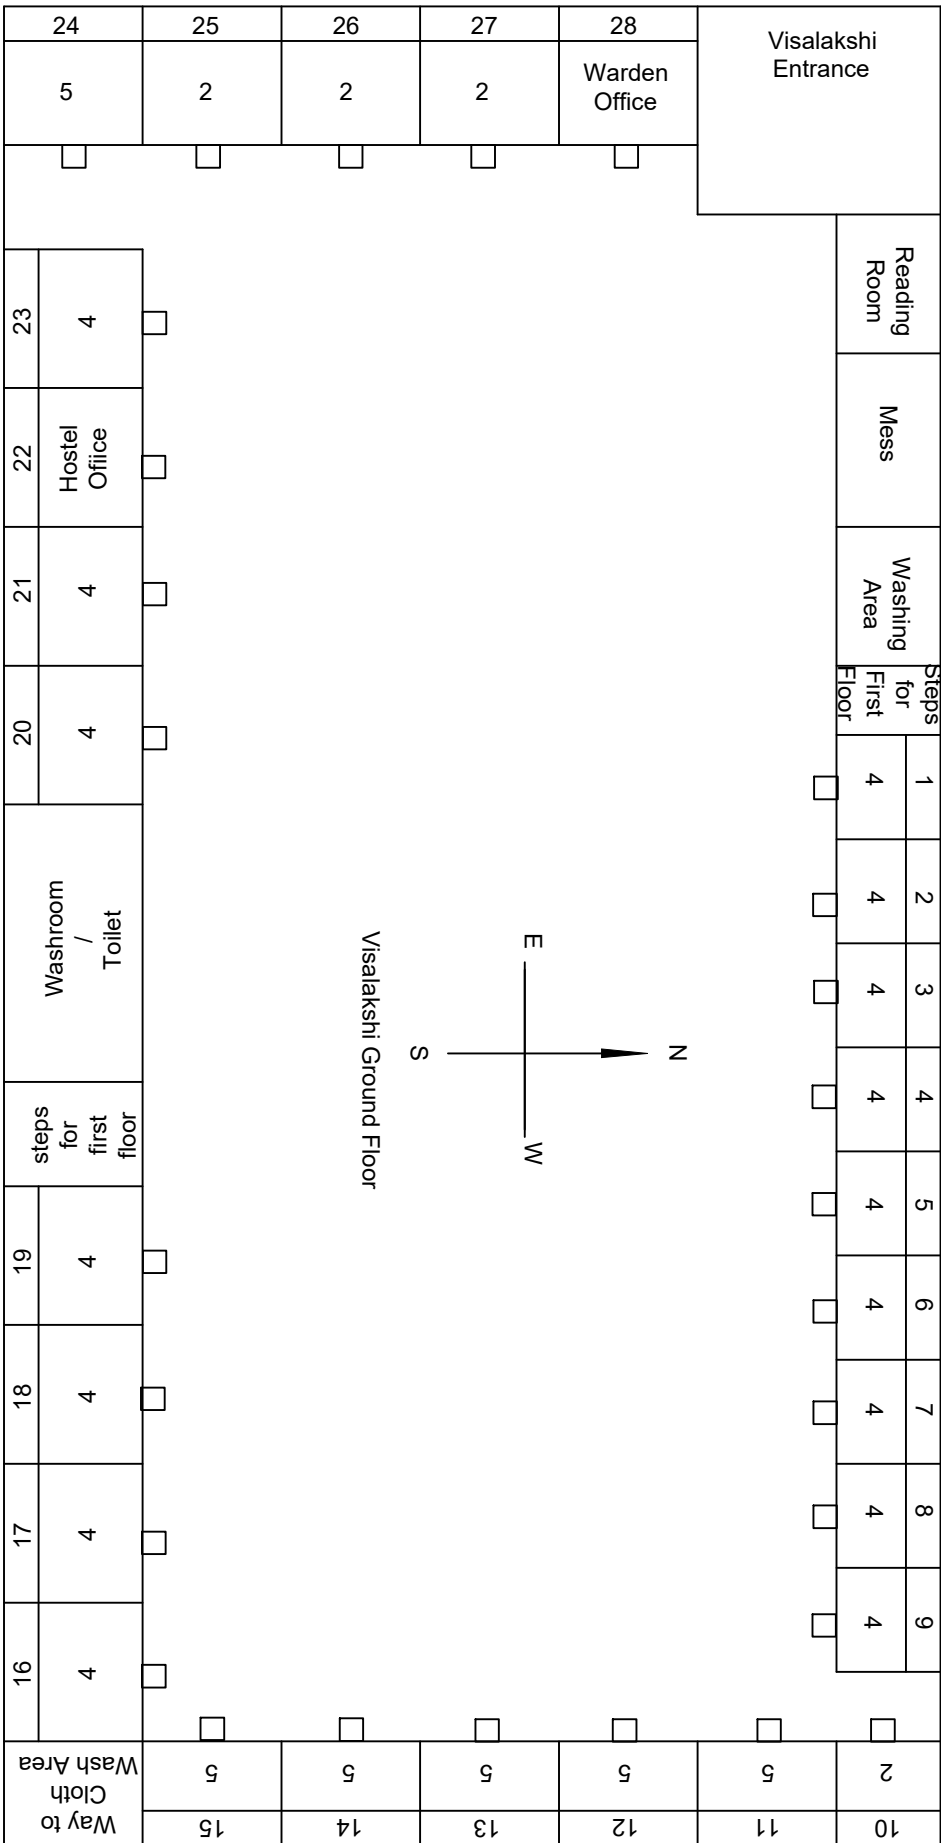 24
25
26
27
28
5
2
2
2
Warden
Office
Visalakshi
Entrance
Reading
Room
Mess
Washing
Area
Steps
for
First
Floor
1
4
2
4
3
4
4
4
5
4
6
4
7
4
8
4
9
4
23
4
22
Hostel
Ofiice
21
4
20
4
Washroom
/
Toilet
steps
for
first
floor
19
4
18
4
17
4
16
4
E
N
S
W
Visalakshi Ground Floor
Way to
Cloth
Wash Area
5
5
5
5
5
2
15
14
13
12
11
10